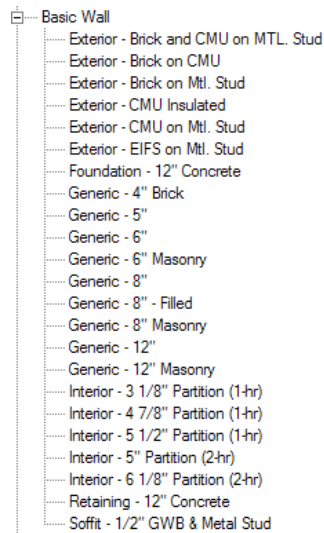 Basic Wall
Exterior - Brick and CMU on MTL. Stud
Exterior - Brick on CMU
Exterior - Brick on Mtl. Stud
Exterior - CMU Insulated
Exterior - CMU on Mtl. Stud
Exterior - EIFS on Mtl. Stud
Foundation - 12" Concrete
Generic - 4" Brick
Generic - 5"
Generic - 6"
Generic - 6" Masonry
Generic - 8"
Generic - 8" - Filled
Generic - 8" Masonry
Generic - 12"
Generic - 12" Masonry
Interior - 3 1/8" Partition (1-hr)
Interior - 4 7/8" Partition (1-hr)
Interior - 5 1/2" Partition (1-hr)
Interior - 5" Partition (2-hr)
Interior - 6 1/8" Partition (2-hr)
Retaining - 12" Concrete
Soffit - 1/2" GWB & Metal Stud